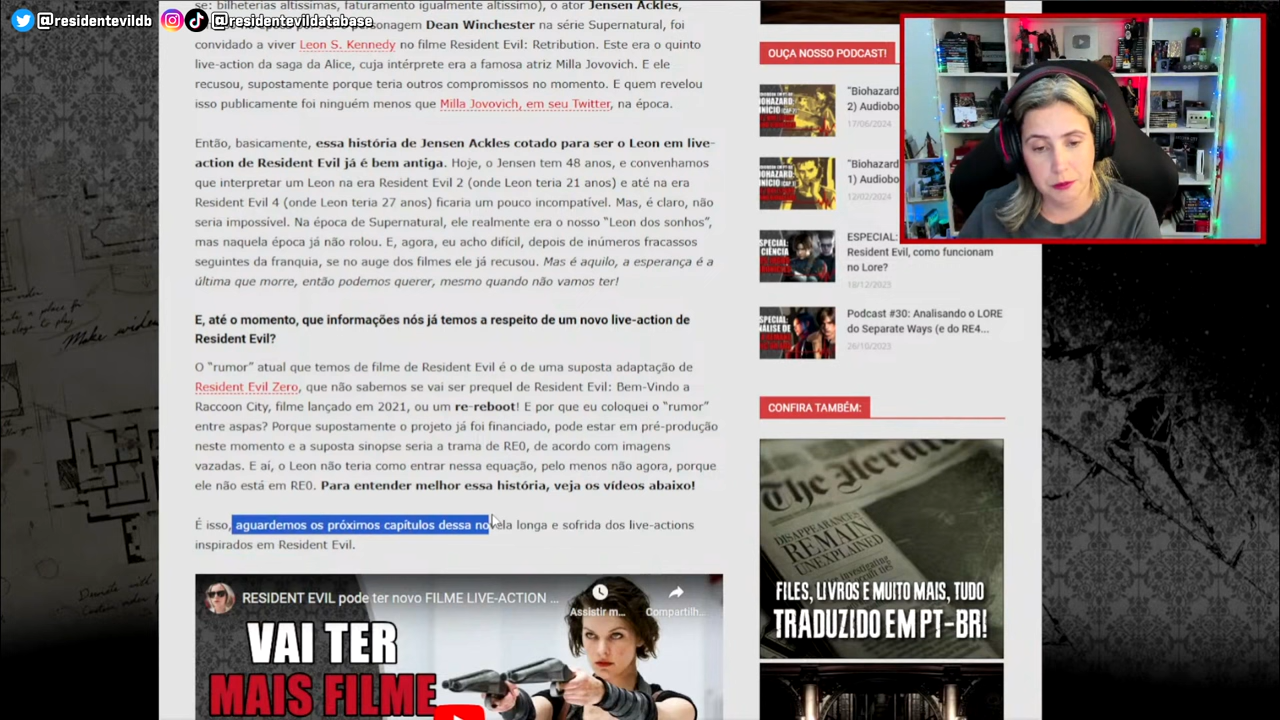 @residentevildb
@residentevildatabase
se: bilheterias altíssimas, faturamento igualmente altíssimo), o ator Jensen Ackles,
Dean Winchester na série Supernatural, foi
convidado a viver Leon S. Kennedy no filme Resident Evil: Retribution. Este era o quinto
live-action da saga da Alice, cuja intérprete era a famosa atriz Milla Jovovich. E ele
recusou, supostamente porque teria outros compromissos no momento. E quem revelou
isso publicamente foi ninguém menos que Milla Jovovich, em seu Twitter, na época.
Então, basicamente, essa história de Jensen Ackles cotado para ser o Leon em live-
action de Resident Evil já é bem antiga. Hoje, o Jensen tem 48 anos, e convenhamos
que interpretar um Leon na era Resident Evil 2 (onde Leon teria 21 anos) e até na era
Resident Evil 4 (onde Leon teria 27 anos) ficaria um pouco incompatível. Mas, é claro, não
seria impossível. Na época de Supernatural, ele realmente era o nosso “Leon dos sonhos”,
mas naquela época já não rolou. E, agora, eu acho difícil, depois de inúmeros fracassos
seguintes da franquia, se no auge dos filmes ele já recusou. Mas é aquilo, a esperança é a
última que morre, então podemos querer, mesmo quando não vamos ter!
E, até o momento, que informações nós já temos a respeito de um novo live-action de
Resident Evil?
O “rumor” atual que temos de filme de Resident Evil é o de uma suposta adaptação de
Resident Evil Zero, que não sabemos se vai ser prequel de Resident Evil: Bem-Vindo a
Raccoon City, filme lançado em 2021, ou um re-reboot! E por que eu coloquei o “rumor”
entre aspas? Porque supostamente o projeto já foi financiado, pode estar em pré-produção
neste momento e a suposta sinopse seria a trama de RE0, de acordo com imagens
vazadas. E aí, o Leon não teria como entrar nessa equação, pelo menos não agora, porque
ele não está em RE0. Para entender melhor essa história, veja os vídeos abaixo!
É isso, aguardemos os próximos capítulos dessa novela longa e sofrida dos live-actions
inspirados em Resident Evil.
RESIDENT EVIL pode ter novo FILME LIVE-ACTION ...
Assistir m...
Compartilh...
VAI TER
MAIS FILME
OUÇA NOSSO PODCAST!
"Biohazard
2) Audiobo
17/06/2024
"Biohazard
1) Audiobo
12/02/2024
ESPECIAL:
Resident Evil, como funcionam
no Lore?
18/12/2023
Podcast #30: Analisando o LORE
do Separate Ways (e do RE4...
26/10/2023
CONFIRA TAMBÉM:
The Herald
DISAPPEARANCES
REMAIN
UNEXPLAINED
FILES, LIVROS E MUITO MAIS, TUDO
TRADUZIDO EM PT-BR!